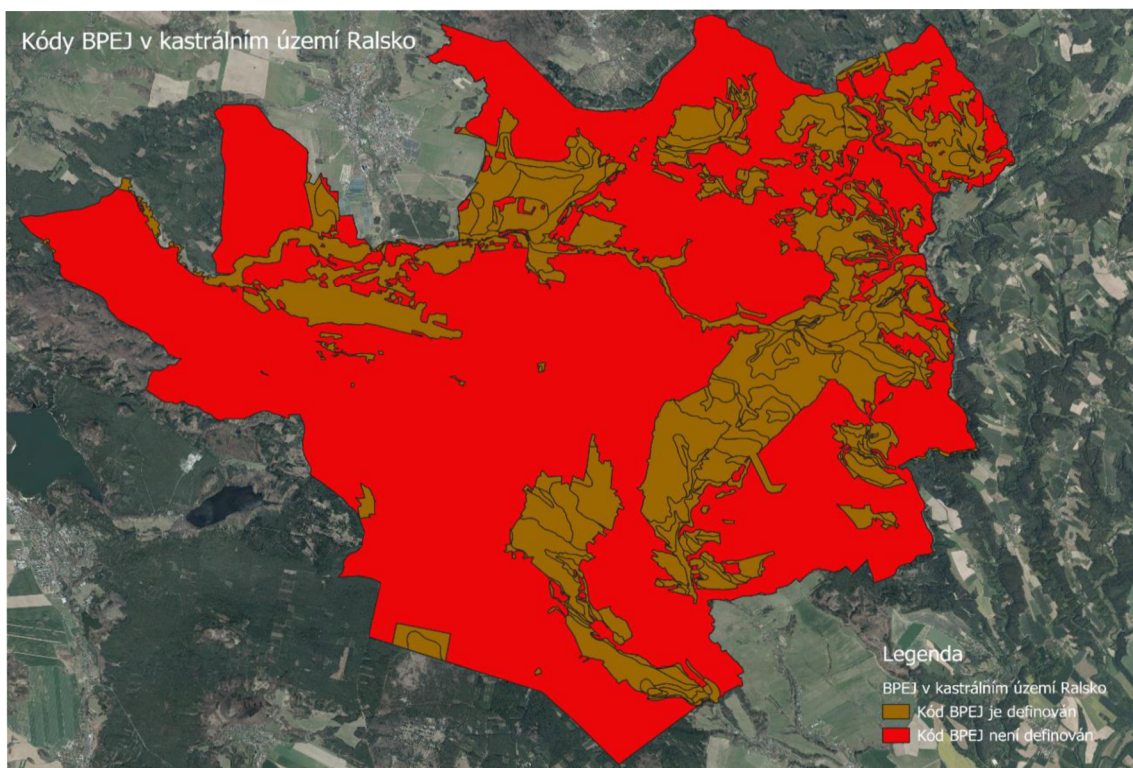 Kódy BPEJ v kastrálním území Ralsko
Legenda
BPEJ v kastrálním území Ralsko
Kód BPEJ je definován
Kód BPEJ není definován